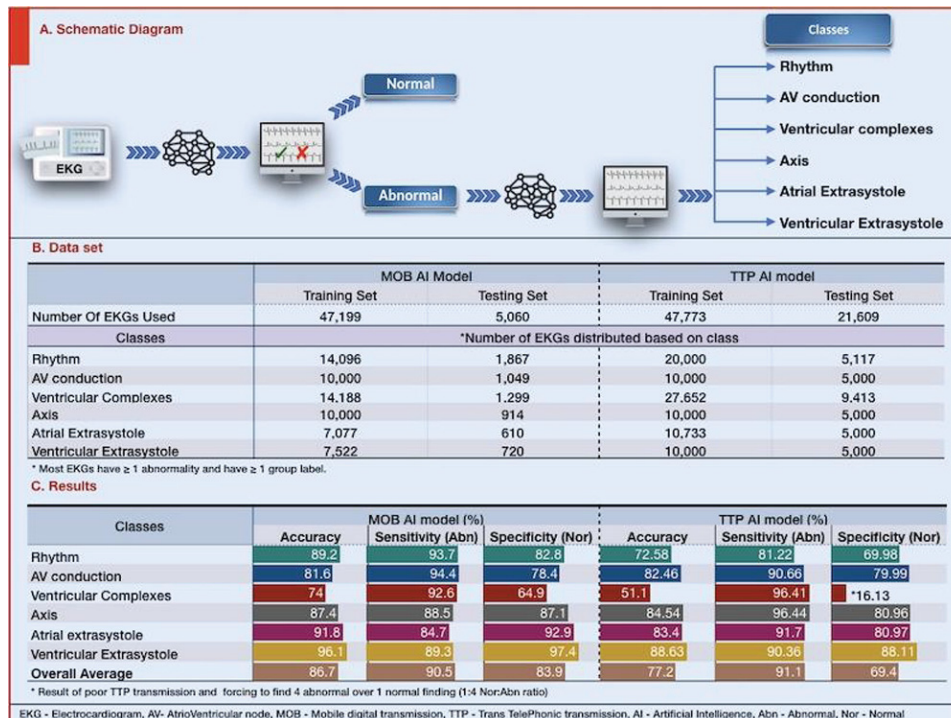 A. Schematic Diagram
Classes
Normal
Rhythm
AV conduction
EKG
Ventricular complexes
Axis
Abnormal
Atrial Extrasystole
Ventricular Extrasystole
B. Data set
MOB AI Model TTP AI model
Training Set Testing Set Training Set Testing Set
Number Of EKGs Used 47,199 5,060 47,773 21,609
Classes *Number of EKGs distributed based on class
Rhythm 14,096 1,867 20,000 5,117
AV conduction 10,000 1,049 10,000 5,000
Ventricular Complexes 14.188 1.299 27.652 9.413
Axis 10,000 914 10,000 5,000
Atrial Extrasystole 7,077 610 10,733 5,000
Ventricular Extrasystole 7,522 720 10,000 5,000
* Most EKGs have ≥ 1 abnormality and have ≥ 1 group label.
C. Results
Classes MOB AI model (%) TTP AI model (%)
Accuracy Sensitivity (Abn) Specificity (Nor) Accuracy Sensitivity (Abn) Specificity (Nor)
Rhythm 89.2 93.7 82.8 72.58 81.22 69.98
AV conduction 81.6 94.4 78.4 82.46 90.66 79.99
Ventricular Complexes 74 92.6 64.9 51.1 96.41 *16.13
Axis 87.4 88.5 87.1 84.54 96.44 80.96
Atrial extrasystole 91.8 84.7 92.9 83.4 91.7 80.97
Ventricular Extrasystole 96.1 89.3 97.4 88.63 90.36 88.11
Overall Average 86.7 90.5 83.9 77.2 91.1 69.4
* Result of poor TTP transmission and forcing to find 4 abnormal over 1 normal finding (1:4 Nor:Abn ratio)
EKG - Electrocardiogram, AV- AtrioVentricular node, MOB - Mobile digital transmission, TTP - Trans TelePhonic transmission, AI - Artificial Intelligence, Abn - Abnormal, Nor - Normal